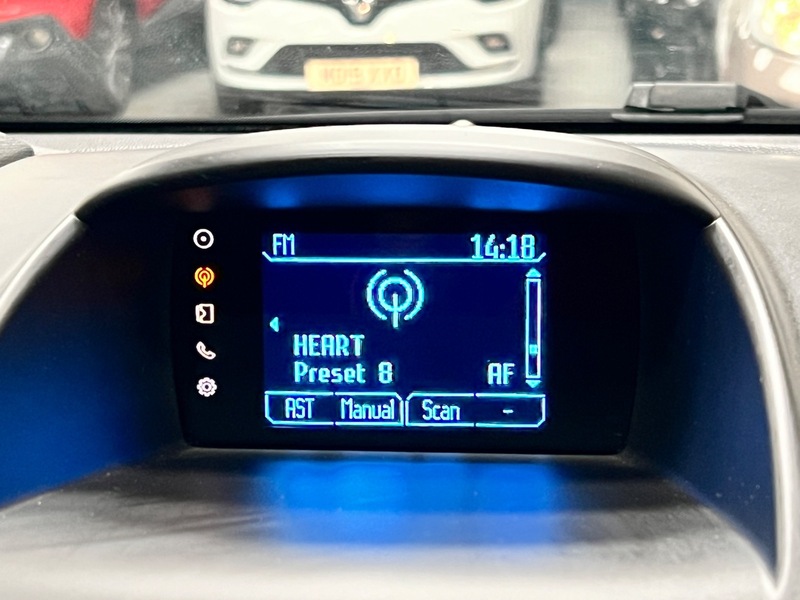 FM 14:18
HEART
Preset 8 AF
AST Manual Scan -